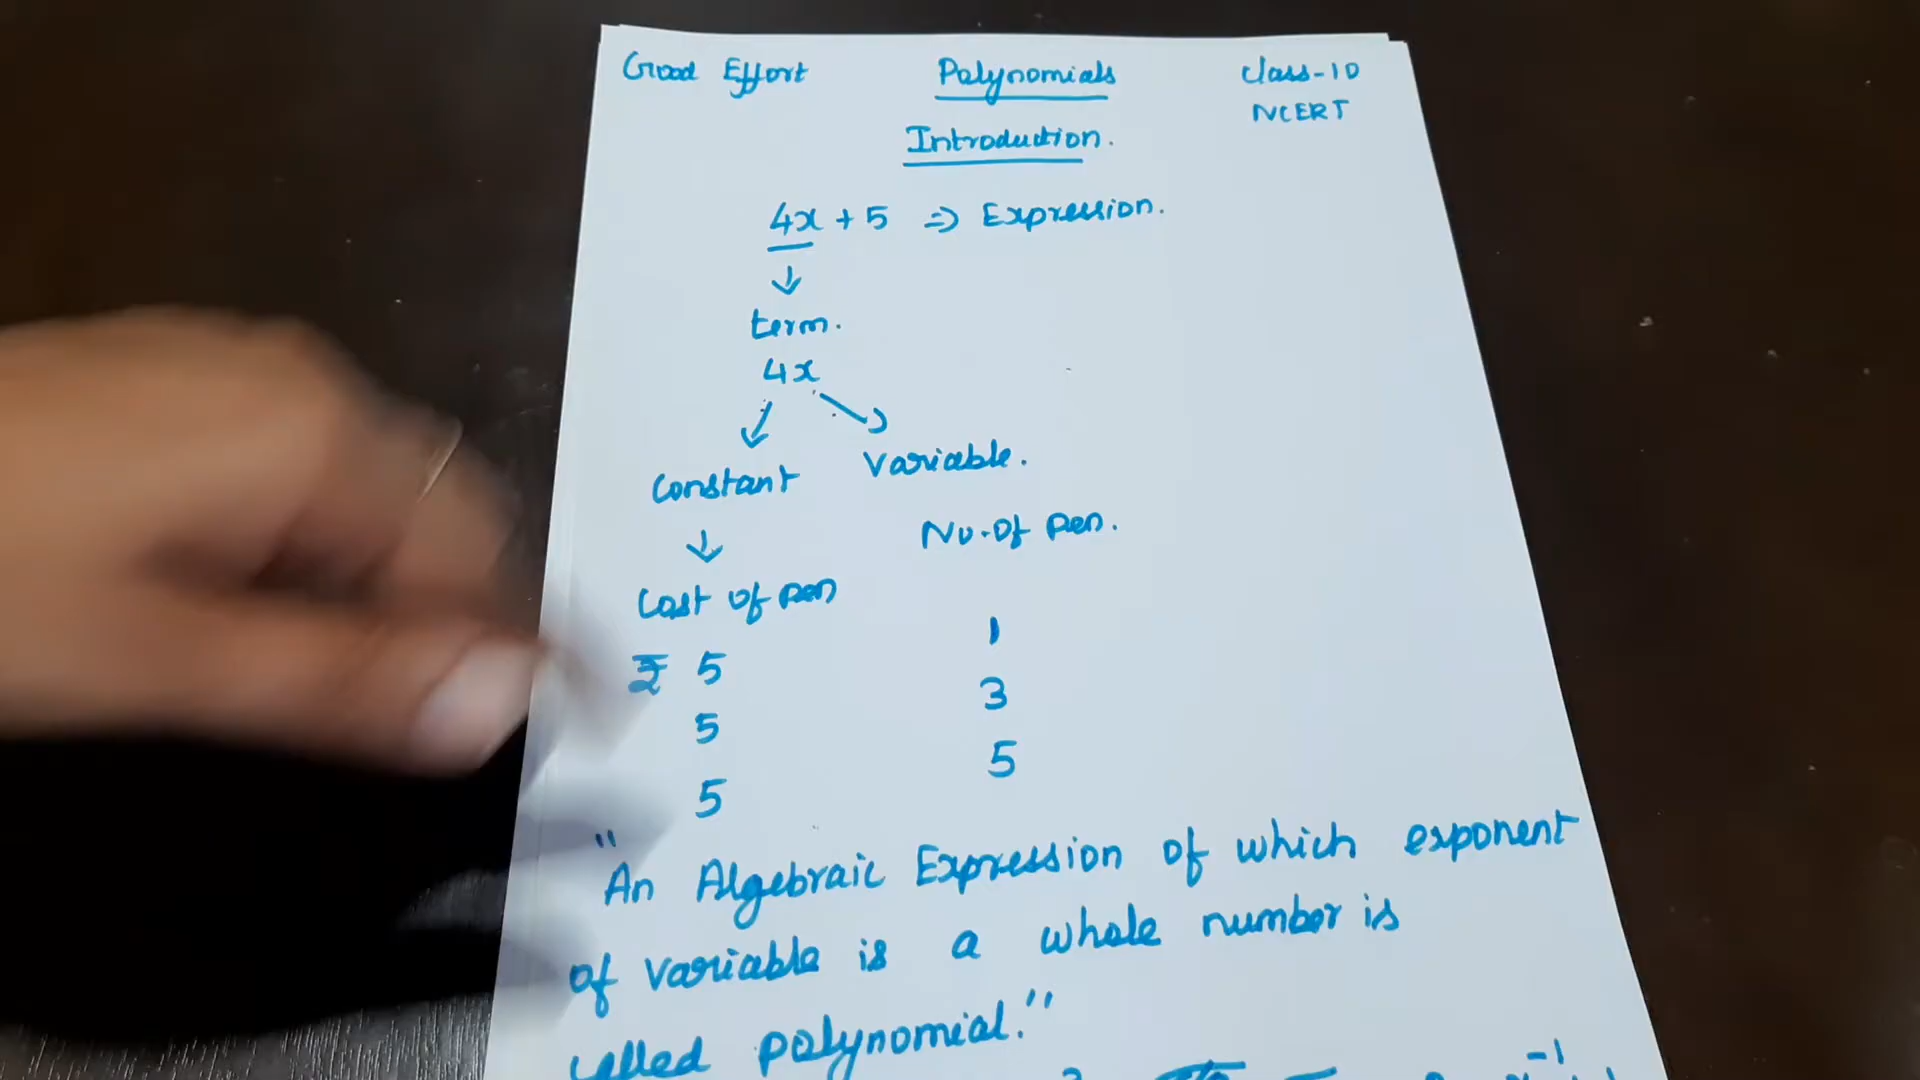 Good Effort
Polynomials
Class-10
NCERT
Introduction.
4x + 5 => Expression.
↓
term.
4x
Constant
Variable.
↓
No. of pen.
Cost of pen
₹ 5
1
5
3
5
5
"An Algebraic Expression of which exponent
of variable is a whole number is
called polynomial."
-1